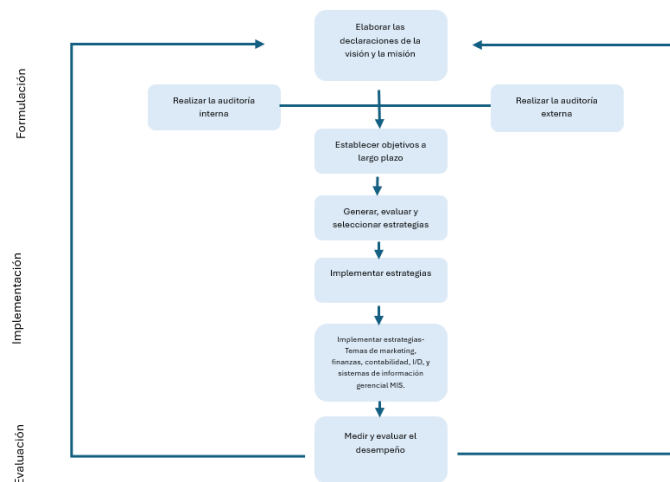 Elaborar las
declaraciones de la
visión y la misión
Formulación
Realizar la auditoría
interna
Realizar la auditoría
externa
Establecer objetivos a
largo plazo
Generar, evaluar y
seleccionar estrategias
Implementación
Implementar estrategias
Implementar estrategias-
Temas de marketing,
finanzas, contabilidad, I/D, y
sistemas de información
gerencial MIS.
Evaluación
Medir y evaluar el
desempeño